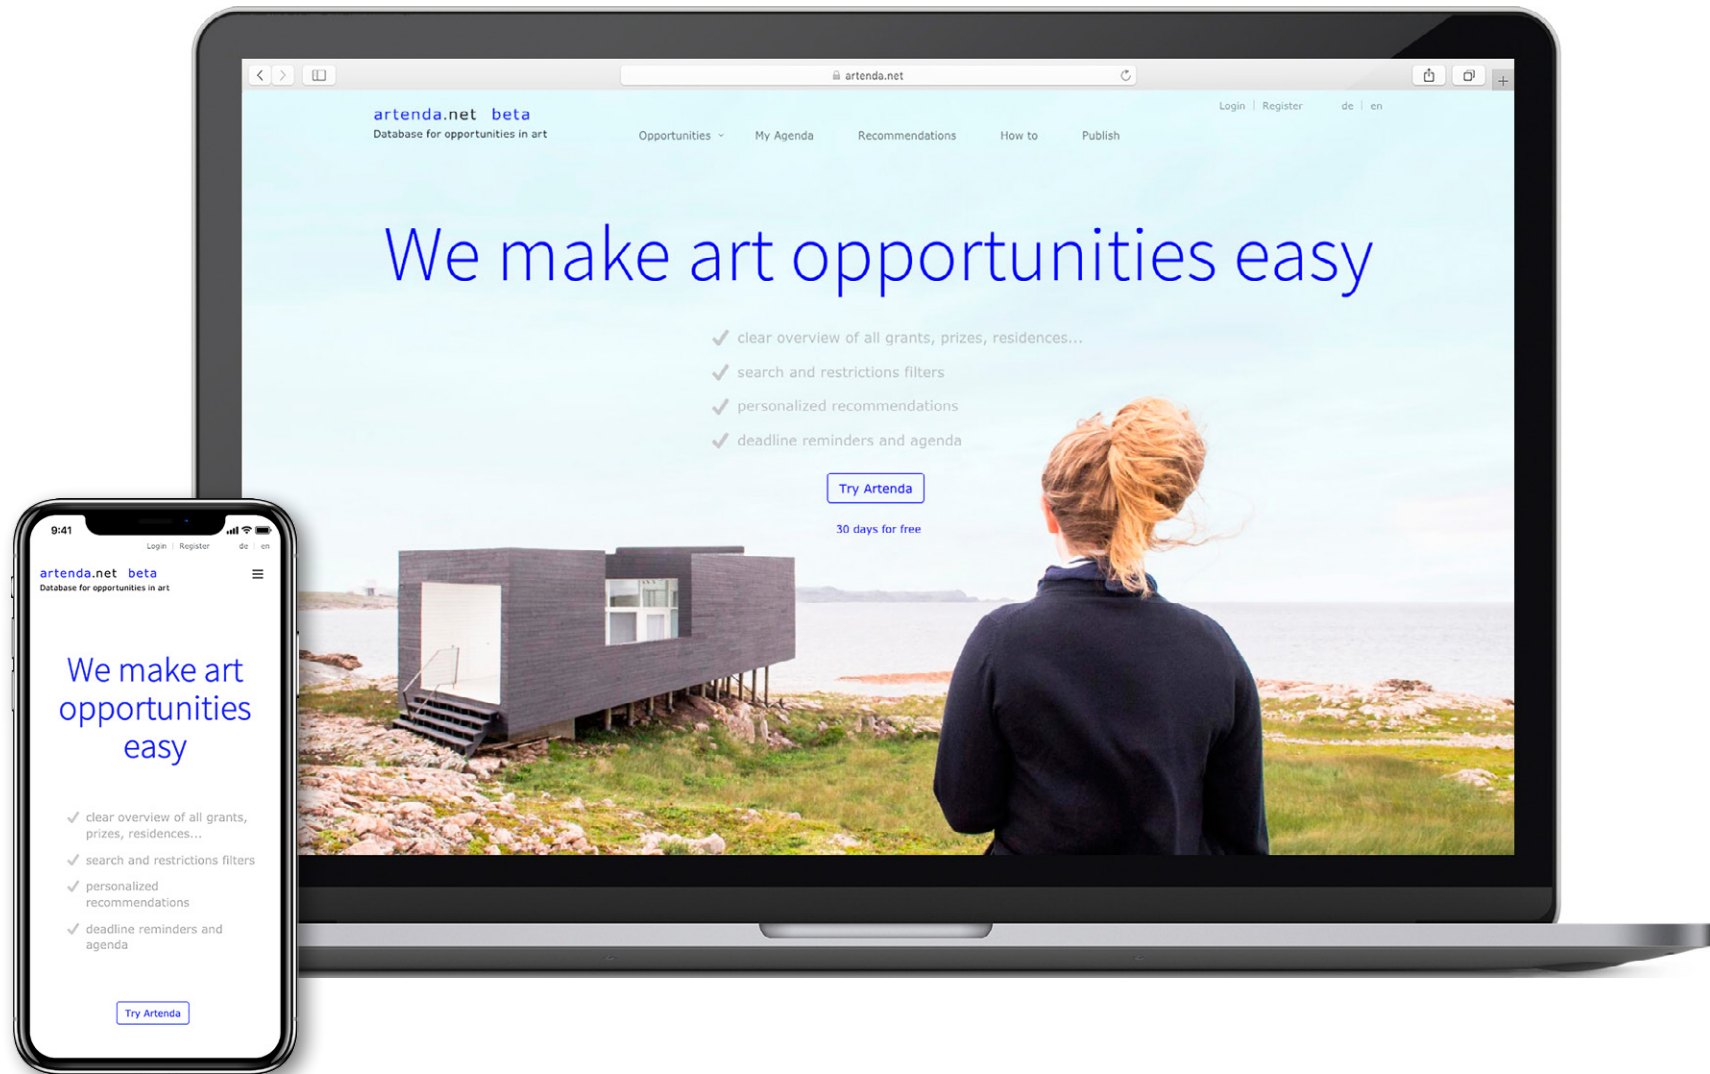 artenda.net
Login | Register de | en
artenda.net beta
Database for opportunities in art
Opportunities My Agenda Recommendations How to Publish
We make art opportunities easy
clear overview of all grants, prizes, residences...
search and restrictions filters
personalized recommendations
deadline reminders and agenda
Try Artenda
30 days for free
9:41
Login | Register de | en
artenda.net beta
Database for opportunities in art
We make art
opportunities
easy
clear overview of all grants,
prizes, residences...
search and restrictions filters
personalized
recommendations
deadline reminders and
agenda
Try Artenda